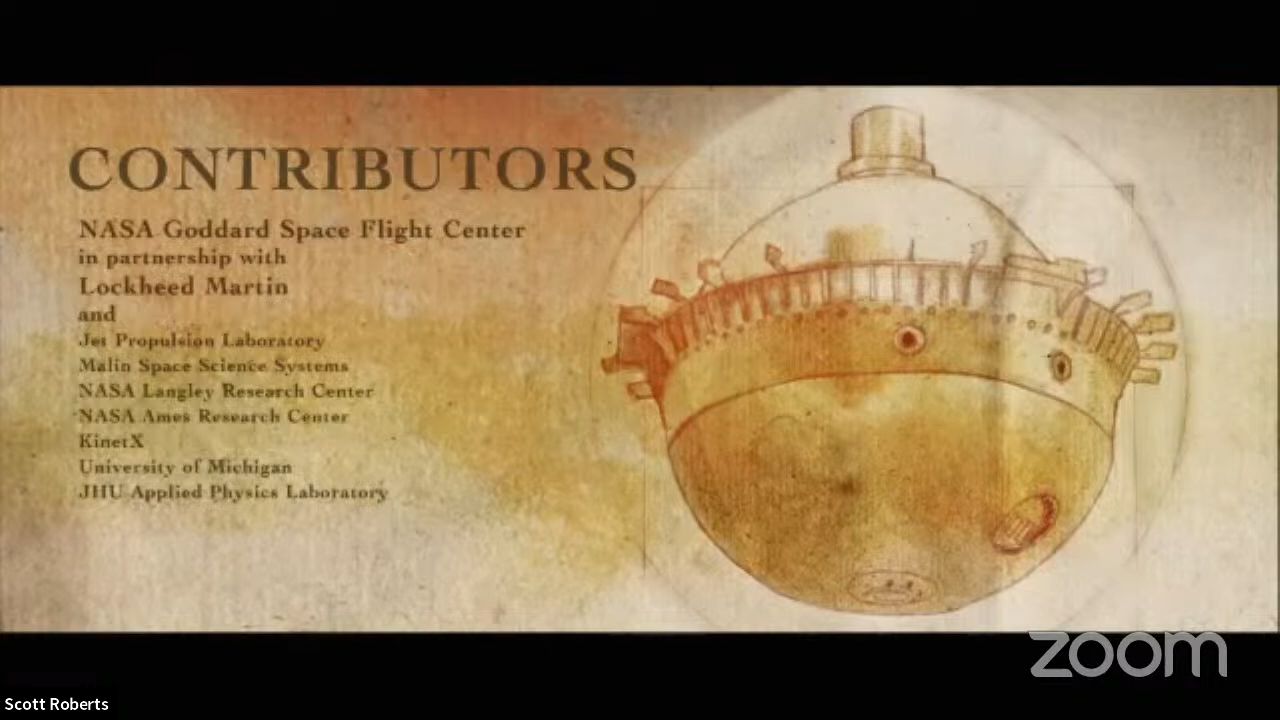 CONTRIBUTORS
NASA Goddard Space Flight Center
in partnership with
Lockheed Martin
and
Jet Propulsion Laboratory
Malin Space Science Systems
NASA Langley Research Center
NASA Ames Research Center
KinetX
University of Michigan
JHU Applied Physics Laboratory
zoom
Scott Roberts